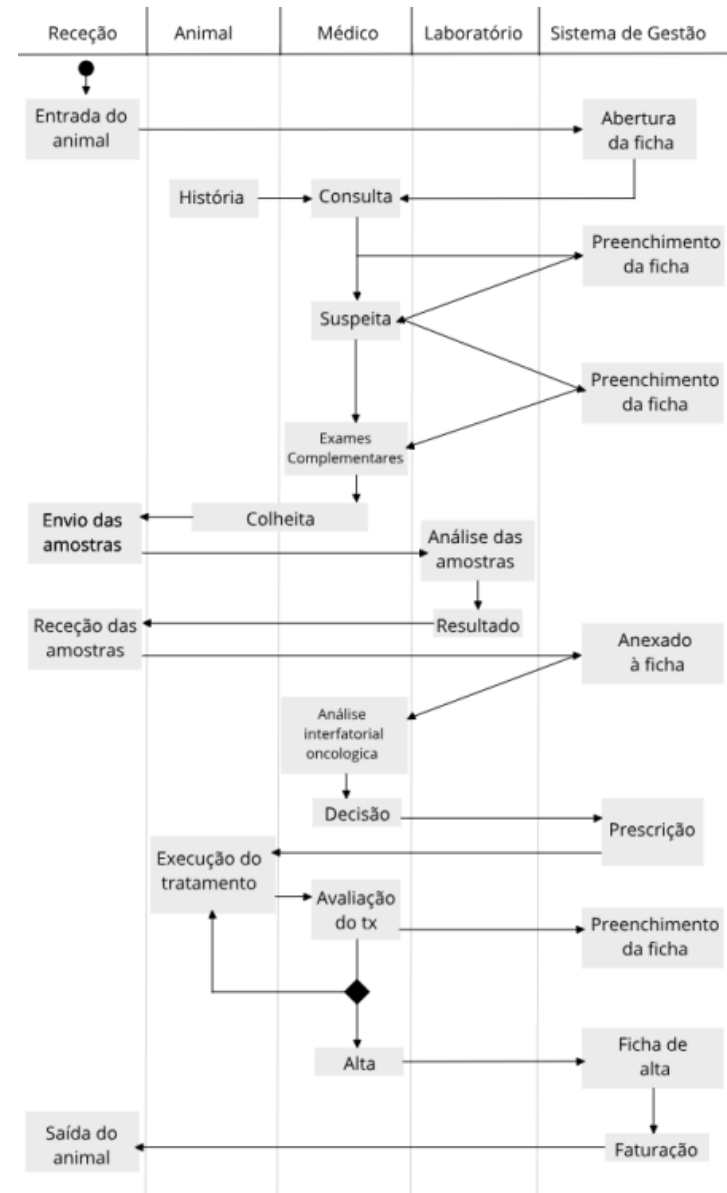 Receção
Animal
Médico
Laboratório
Sistema de Gestão
Entrada do
animal
Abertura
da ficha
História
Consulta
Preenchimento
da ficha
Suspeita
Preenchimento
da ficha
Exames
Complementares
Colheita
Envio das
amostras
Análise das
amostras
Resultado
Receção das
amostras
Anexado
à ficha
Análise
interfatorial
oncologica
Decisão
Prescrição
Execução do
tratamento
Avaliação
do tx
Preenchimento
da ficha
Alta
Ficha de
alta
Faturação
Saída do
animal